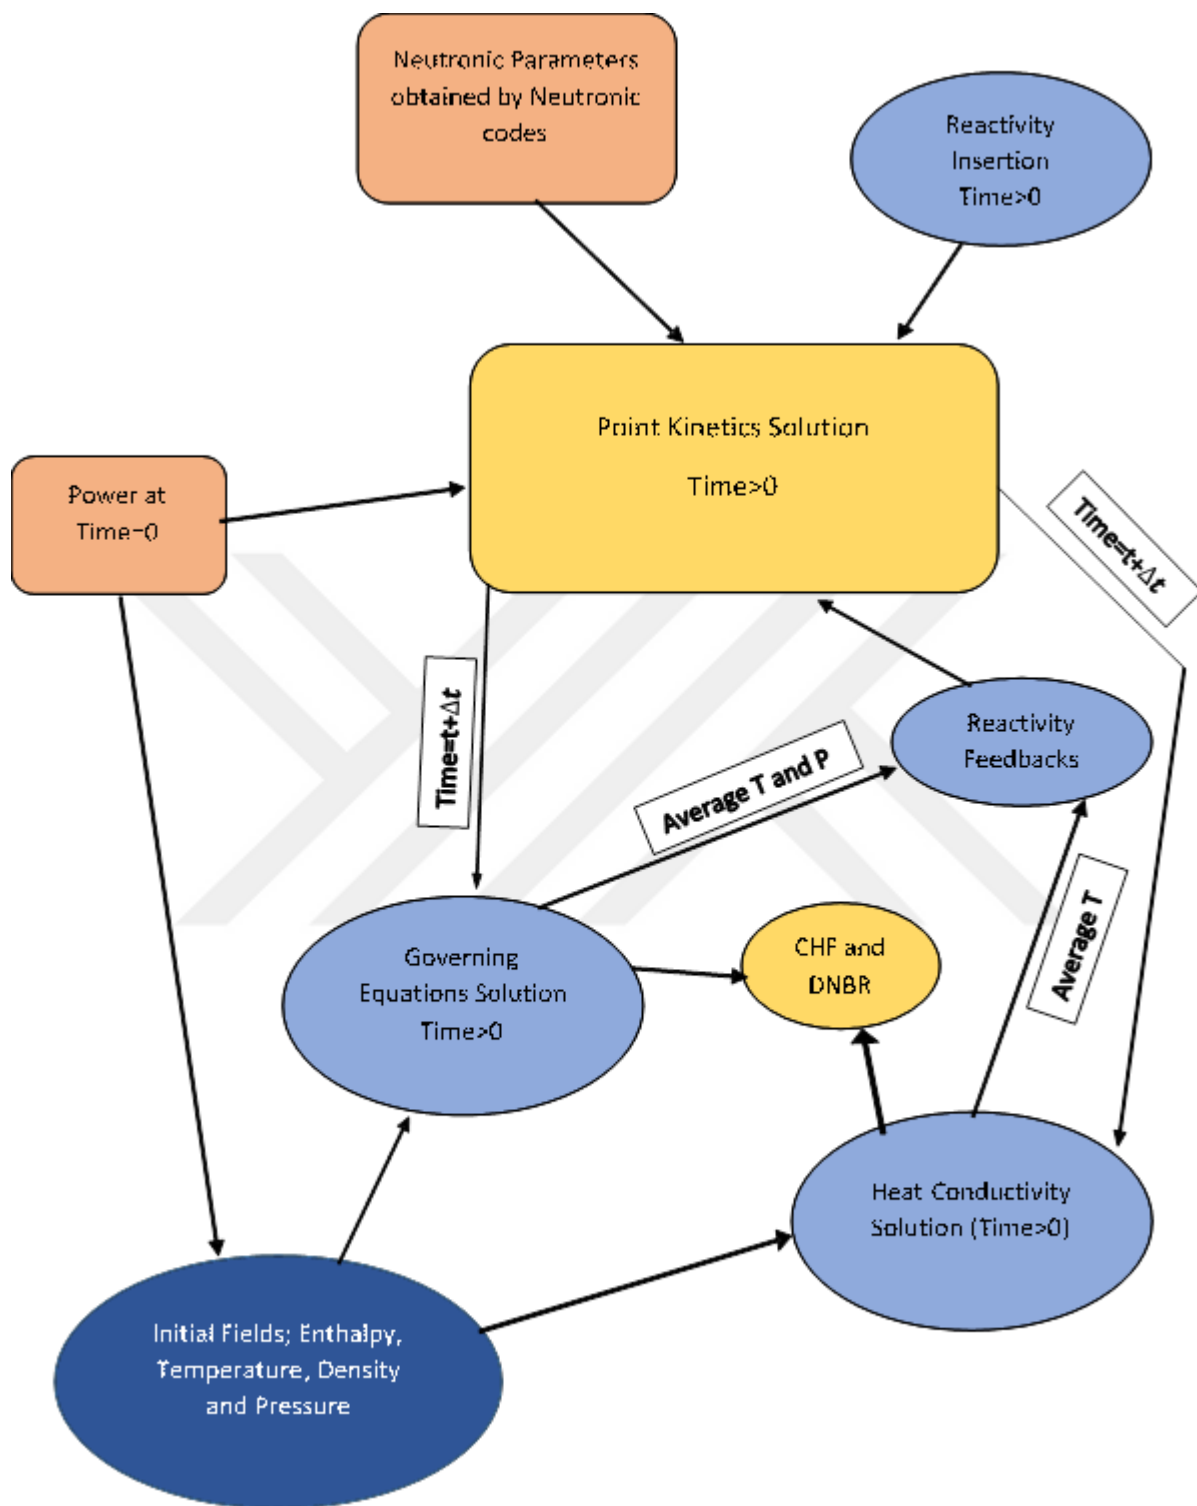 Neutronic Parameters
obtained by Neutronic
codes
Reactivity
Insertion
Time>0
Point Kinetics Solution
Time>0
Power at
Time=0
Time=t+Δt
Time=t+Δt
Reactivity
Feedbacks
Average T and P
Average T
Governing
Equations Solution
Time>0
CHF and
DNBR
Heat Conductivity
Solution (Time>0)
Initial Fields; Enthalpy,
Temperature, Density
and Pressure